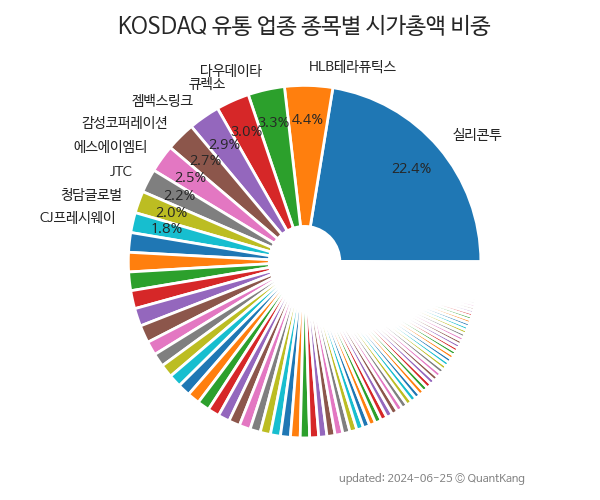 KOSDAQ 유통 업종 종목별 시가총액 비중
HLB테라퓨틱스
다우데이타
큐렉소
젬백스링크
감성코퍼레이션
에스에이엠티
JTC
청담글로벌
CJ프레시웨이
실리콘투
22.4%
4.4%
3.3%
3.0%
2.9%
2.7%
2.5%
2.2%
2.0%
1.8%
updated: 2024-06-25 © QuantKang